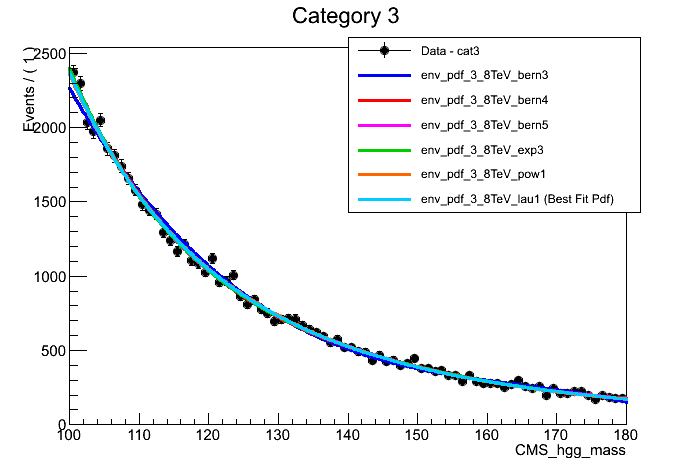 Category 3
Events / ( 1 )
2500
2000
1500
1000
500
0
Data - cat3
env_pdf_3_8TeV_bern3
env_pdf_3_8TeV_bern4
env_pdf_3_8TeV_bern5
env_pdf_3_8TeV_exp3
env_pdf_3_8TeV_pow1
env_pdf_3_8TeV_lau1 (Best Fit Pdf)
100 110 120 130 140 150 160 170 180
CMS_hgg_mass